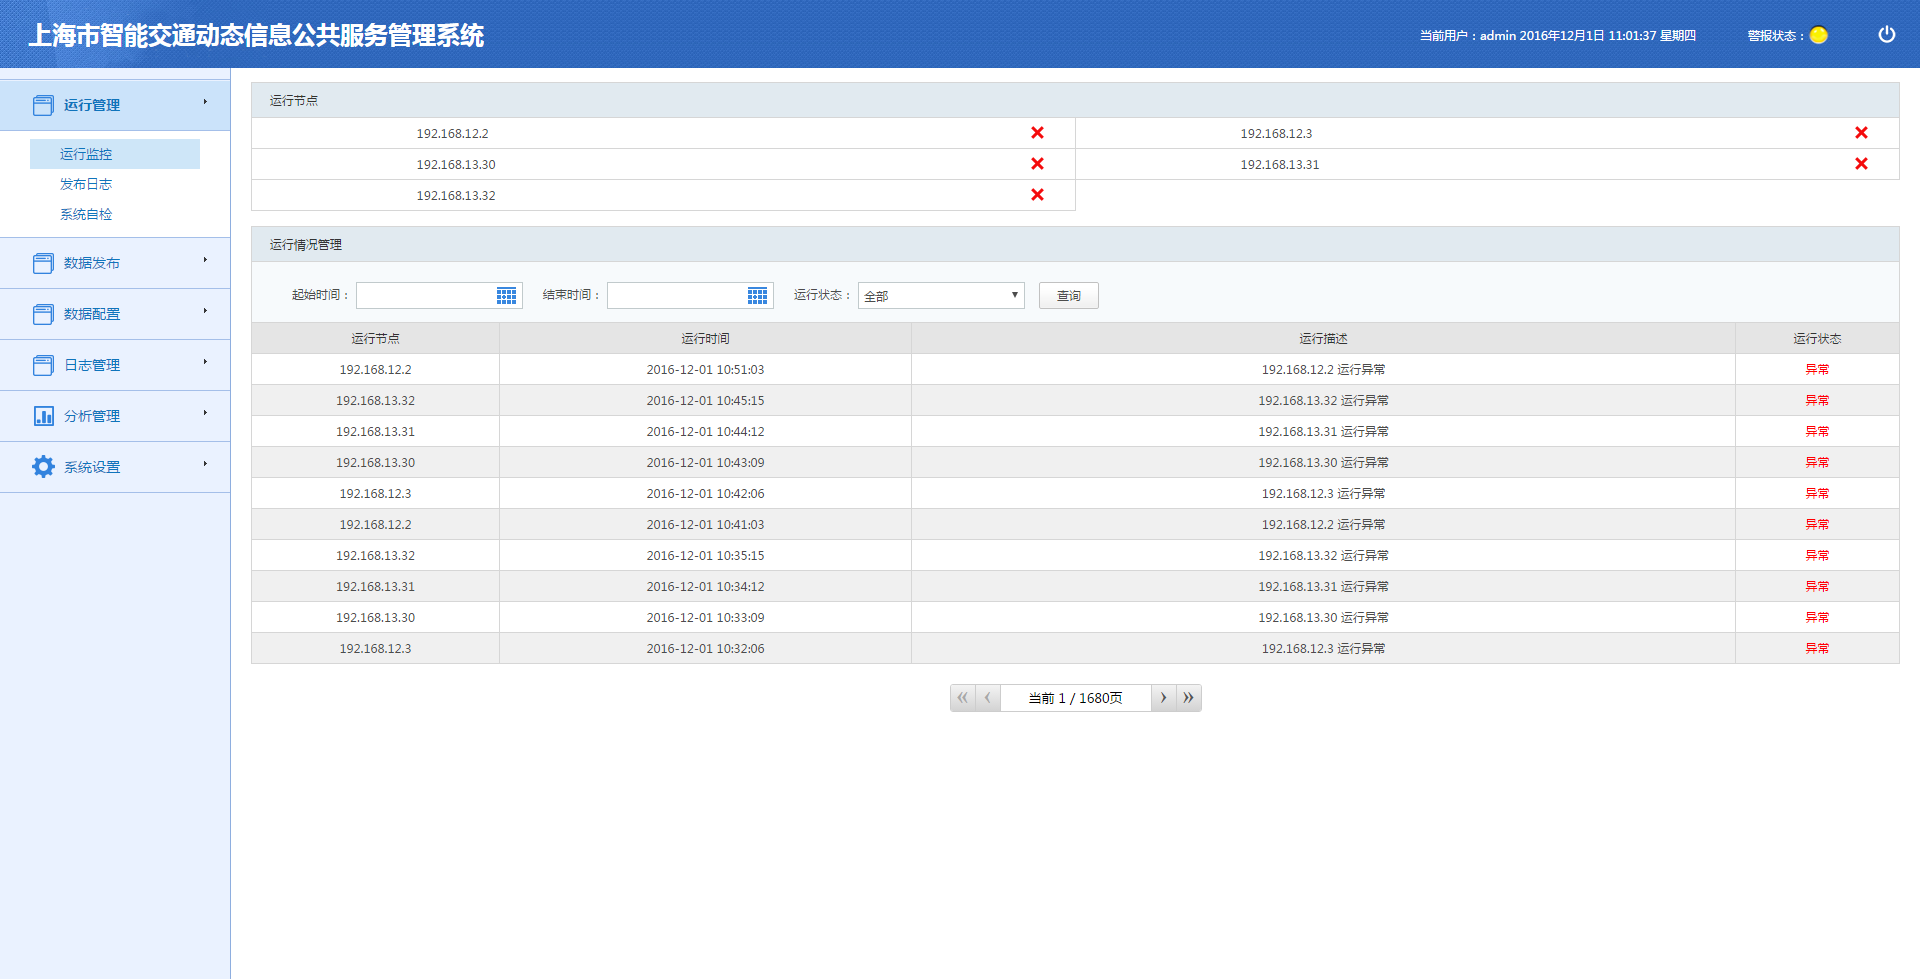 上海市智能交通动态信息公共服务管理系统
当前用户：admin 2016年12月1日 11:01:37 星期四 警报状态：
运行管理
运行监控
发布日志
系统自检
数据发布
数据配置
日志管理
分析管理
系统设置
运行节点
192.168.12.2 192.168.12.3
192.168.13.30 192.168.13.31
192.168.13.32
运行情况管理
起始时间： 结束时间： 运行状态： 全部 查询
运行节点 运行时间 运行描述 运行状态
192.168.12.2 2016-12-01 10:51:03 192.168.12.2 运行异常 异常
192.168.13.32 2016-12-01 10:45:15 192.168.13.32 运行异常 异常
192.168.13.31 2016-12-01 10:44:12 192.168.13.31 运行异常 异常
192.168.13.30 2016-12-01 10:43:09 192.168.13.30 运行异常 异常
192.168.12.3 2016-12-01 10:42:06 192.168.12.3 运行异常 异常
192.168.12.2 2016-12-01 10:41:03 192.168.12.2 运行异常 异常
192.168.13.32 2016-12-01 10:35:15 192.168.13.32 运行异常 异常
192.168.13.31 2016-12-01 10:34:12 192.168.13.31 运行异常 异常
192.168.13.30 2016-12-01 10:33:09 192.168.13.30 运行异常 异常
192.168.12.3 2016-12-01 10:32:06 192.168.12.3 运行异常 异常
当前 1 / 1680页